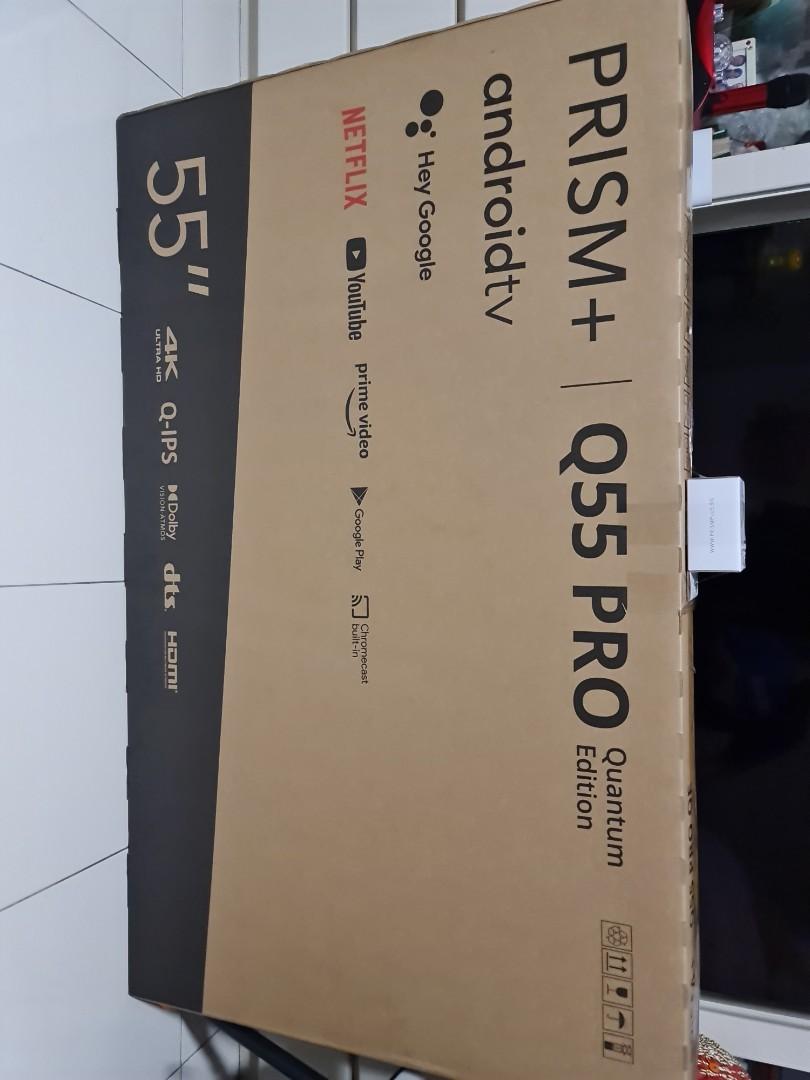 PRISM+ | Q55 PRO Quantum Edition
androidtv
Hey Google
NETFLIX YouTube prime video Google Play Chromecast built-in
55" 4K ULTRA HD Q-IPS Dolby VISION·ATMOS dts HDMI